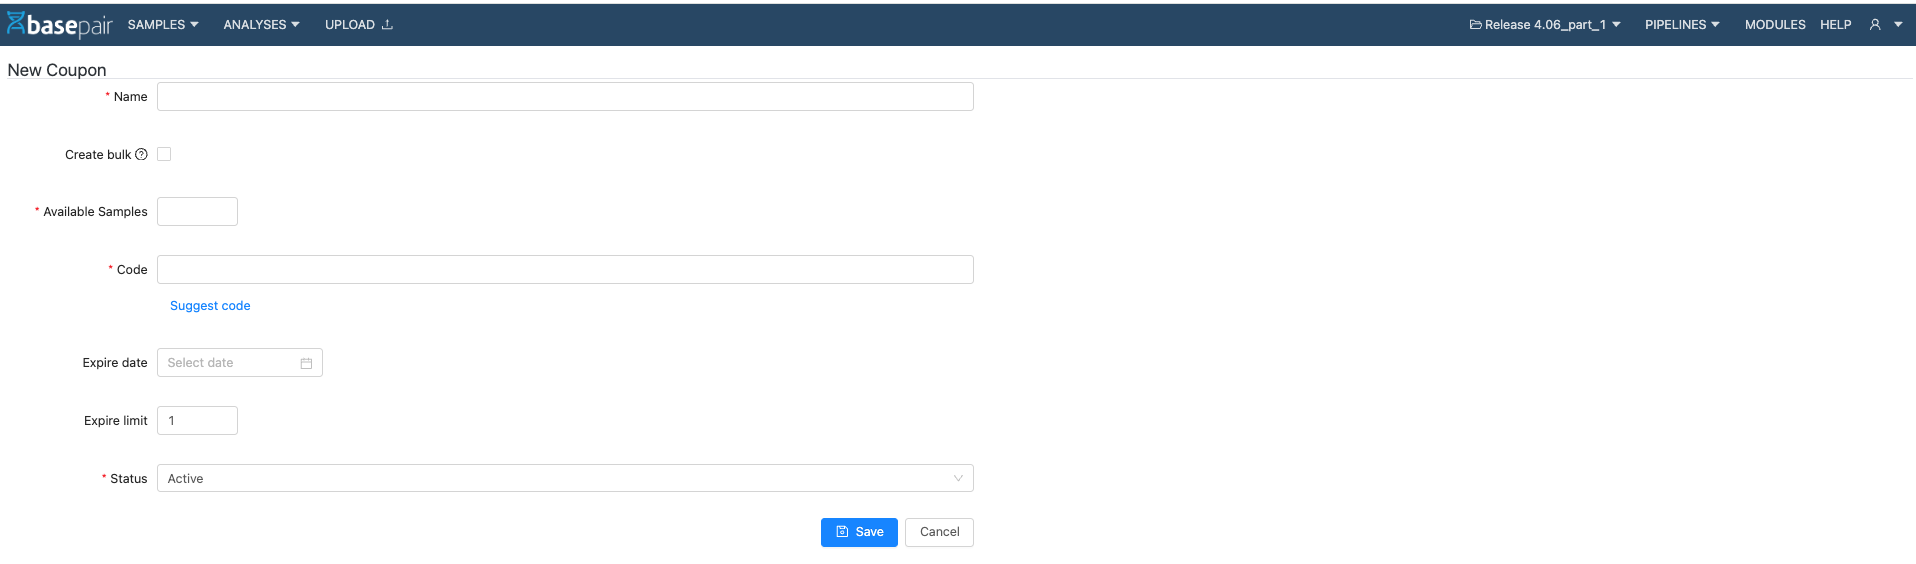 basepair SAMPLES ANALYSES UPLOAD Release 4.06_part_1 PIPELINES MODULES HELP
New Coupon
* Name
Create bulk
* Available Samples
* Code
Suggest code
Expire date Select date
Expire limit 1
* Status Active
Save Cancel